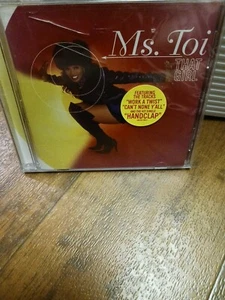 Ms. Toi
THAT
GIRL
FEATURING
THE TRACKS
"WORK A TWIST"
"CAN'T NONE Y'ALL"
"HANDCLAP"